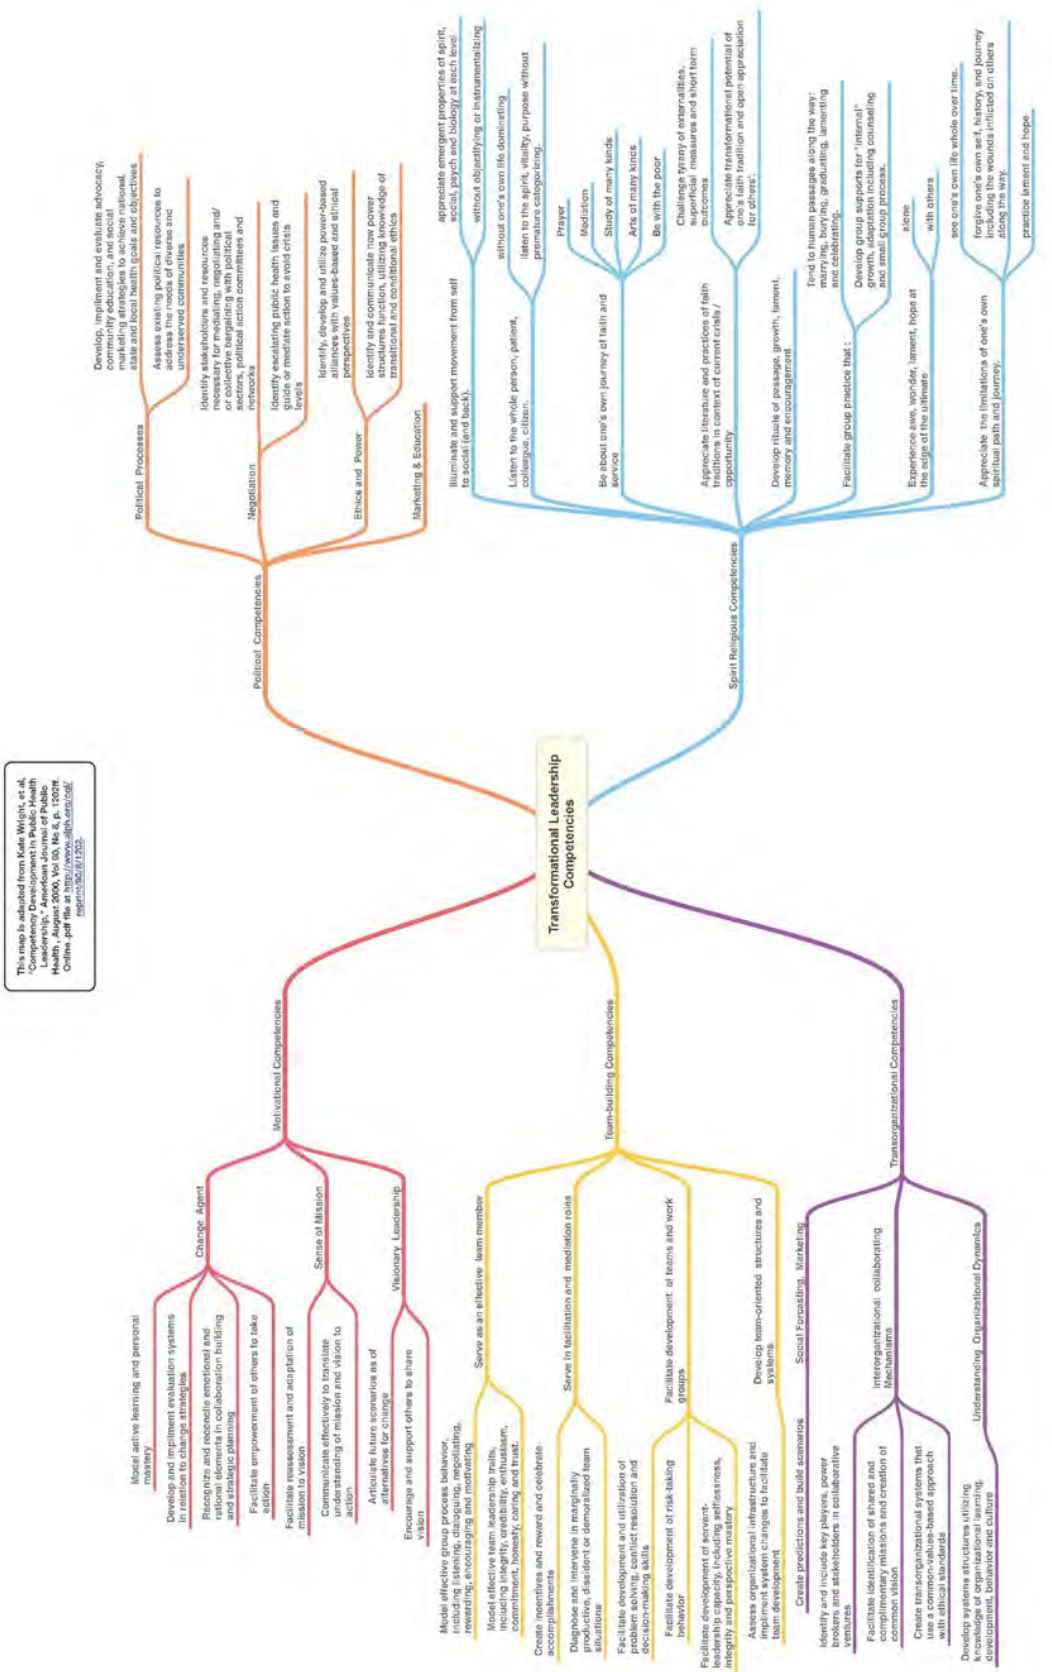 This map is adapted from Kate Wright, et al,
"Competency Development in Public Health
Leadership," American Journal of Public
Health, August 2000, Vol 90, No 8, p. 1202ff.
Online .pdf file at http://www.ajph.org/cgi/
reprint/90/8/1202.
Transformational Leadership
Competencies
Motivational Competencies
Change Agent
Model active learning and personal
mastery
Develop and impliment evaluation systems
in relation to change strategies
Recognize and reconcile emotional and
rational elements in collaboration building
and strategic planning
Facilitate empowerment of others to take
action
Sense of Mission
Facilitate reassessment and adaptation of
mission to vision
Communicate effectively to translate
understanding of mission and vision to
action
Visionary Leadership
Articulate future scenarios as of
alternatives for change
Encourage and support others to share
vision
Team-building Competencies
Serve as an effective team member
Model effective group process behavior,
including listening, dialoguing, negotiating,
rewarding, encouraging and motivating
Model effective team leadership traits,
including integrity, credibility, enthusiasm,
commitment, honesty, caring and trust.
Serve in facilitation and mediation roles
Create incentives and reward and celebrate
accomplishments
Diagnose and intervene in marginally
productive, dissident or demoralized team
situations
Facilitate development of teams and work
groups
Facilitate development and utilization of
problem solving, conflict resolution and
decision-making skills
Facilitate development of risk-taking
behavior
Facilitate development of servant-
leadership capacity, including selflessness,
integrity and perspective mastery
Develop team-oriented structures and
systems
Assess organizational infrastructure and
impliment system changes to facilitate
team development
Transorganizational Competencies
Social Forcasting, Marketing
Create predictions and build scenarios
Interorganizational collaborating
Mechanisms
Identify and include key players, power
brokers and stakeholders in collaborative
ventures
Facilitate identification of shared and
complimentary missions and creation of
common vision
Create transorganizational systems that
use a common-values-based approach
with ethical standards
Understanding Organizational Dynamics
Develop systems structures utilizing
knowledge of organizational learning,
development, behavior and culture
Political Competencies
Political Processes
Develop, impliment and evaluate advocacy,
community education, and social
marketing strategies to achieve national,
state and local health goals and objectives
Assess existing political resources to
address the needs of diverse and
underserved communities
Negotiation
Identify stakeholders and resources
necessary for mediating, negotiating and/
or collective bargaining with political
sectors, political action committees and
networks
Identify escalating public health issues and
guide or mediate action to avoid crisis
levels
Ethics and Power
Identify, develop and utilize power-based
alliances with values-based and ethical
perspectives
Identify and communicate how power
structures function, utilizing knowledge of
transitional and conditional ethics
Marketing & Education
Spirit Religious Competencies
Illuminate and support movement from self
to social (and back).
appreciate emergent properties of spirit,
social, psych and biology at each level
without objectifying or instrumentalizing
Listen to the whole person, patient,
colleague, citizen.
without one's own life dominating
listen to the spirit, vitality, purpose without
premature categorizing.
Be about one's own journey of faith and
service
Prayer
Mediation
Study of many kinds
Arts of many kinds
Be with the poor
Appreciate literature and practices of faith
traditions in context of current crisis /
opportunity
Challenge tyranny of externalities,
superficial measures and short term
outcomes
Appreciate transformational potential of
one's faith tradition and open appreciation
for others'.
Develop rituals of passage, growth, lament,
memory and encouragement
Facilitate group practice that :
Tend to human passages along the way:
marrying, burying, graduating, lamenting
and celebrating.
Develop group supports for "internal"
growth, adaptation including counseling
and small group process.
Experience awe, wonder, lament, hope at
the edge of the ultimate
alone
with others
Appreciate the limitations of one's own
spiritual path and journey.
see one's own life whole over time.
forgive one's own self, history, and journey
including the wounds inflicted on others
along the way.
practice lament and hope